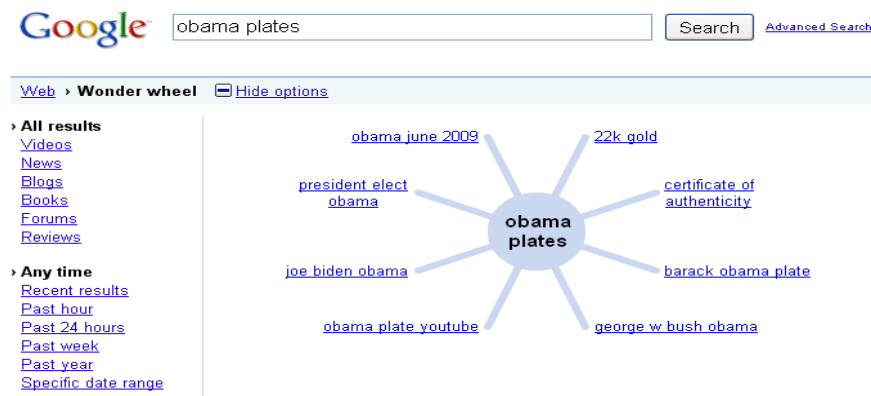 Google obama plates Search Advanced Search
Web › Wonder wheel Hide options
› All results
Videos
News
Blogs
Books
Forums
Reviews
› Any time
Recent results
Past hour
Past 24 hours
Past week
Past year
Specific date range
obama june 2009
22k gold
president elect
obama
certificate of
authenticity
obama
plates
joe biden obama
barack obama plate
obama plate youtube
george w bush obama